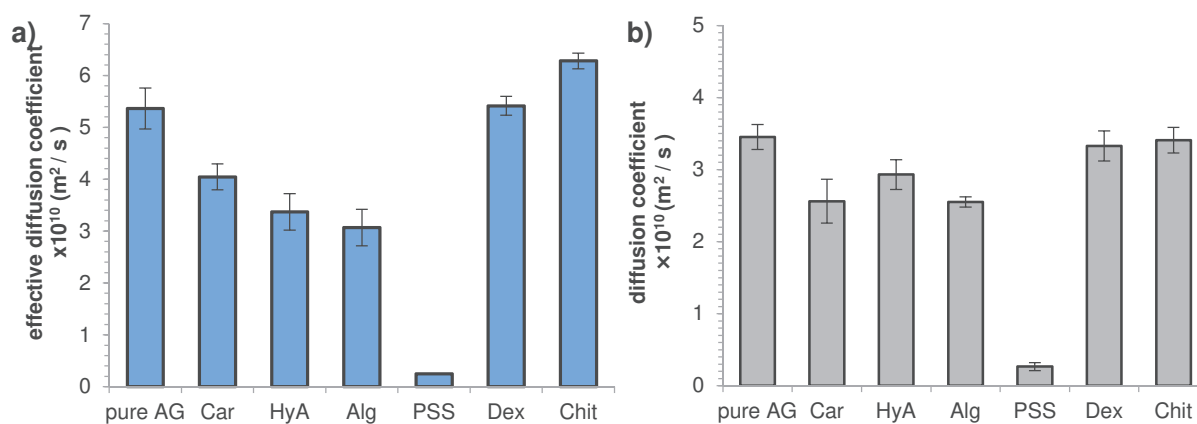 a)
effective diffusion coefficient
x10¹⁰ (m² / s )
7
6
5
4
3
2
1
0
pure AG Car HyA Alg PSS Dex Chit
b)
diffusion coefficient
×10¹⁰ (m² / s )
5
4
3
2
1
0
pure AG Car HyA Alg PSS Dex Chit